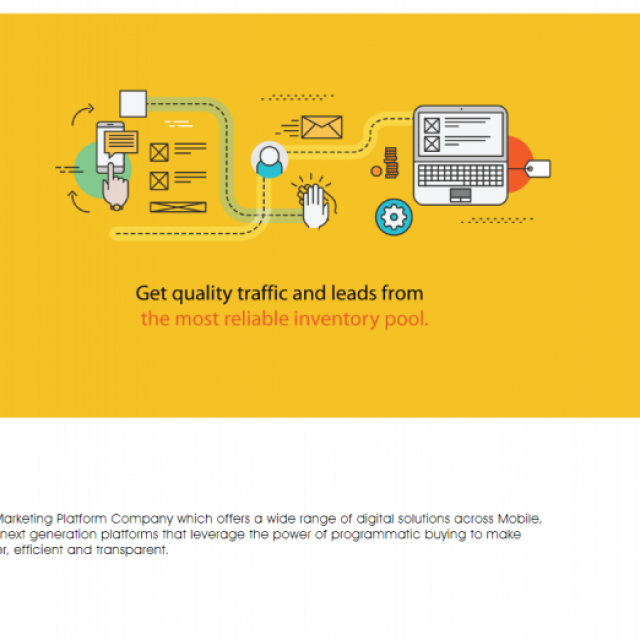 Get quality traffic and leads from
the most reliable inventory pool.
Marketing Platform Company which offers a wide range of digital solutions across Mobile,
next generation platforms that leverage the power of programmatic buying to make
efficient and transparent.